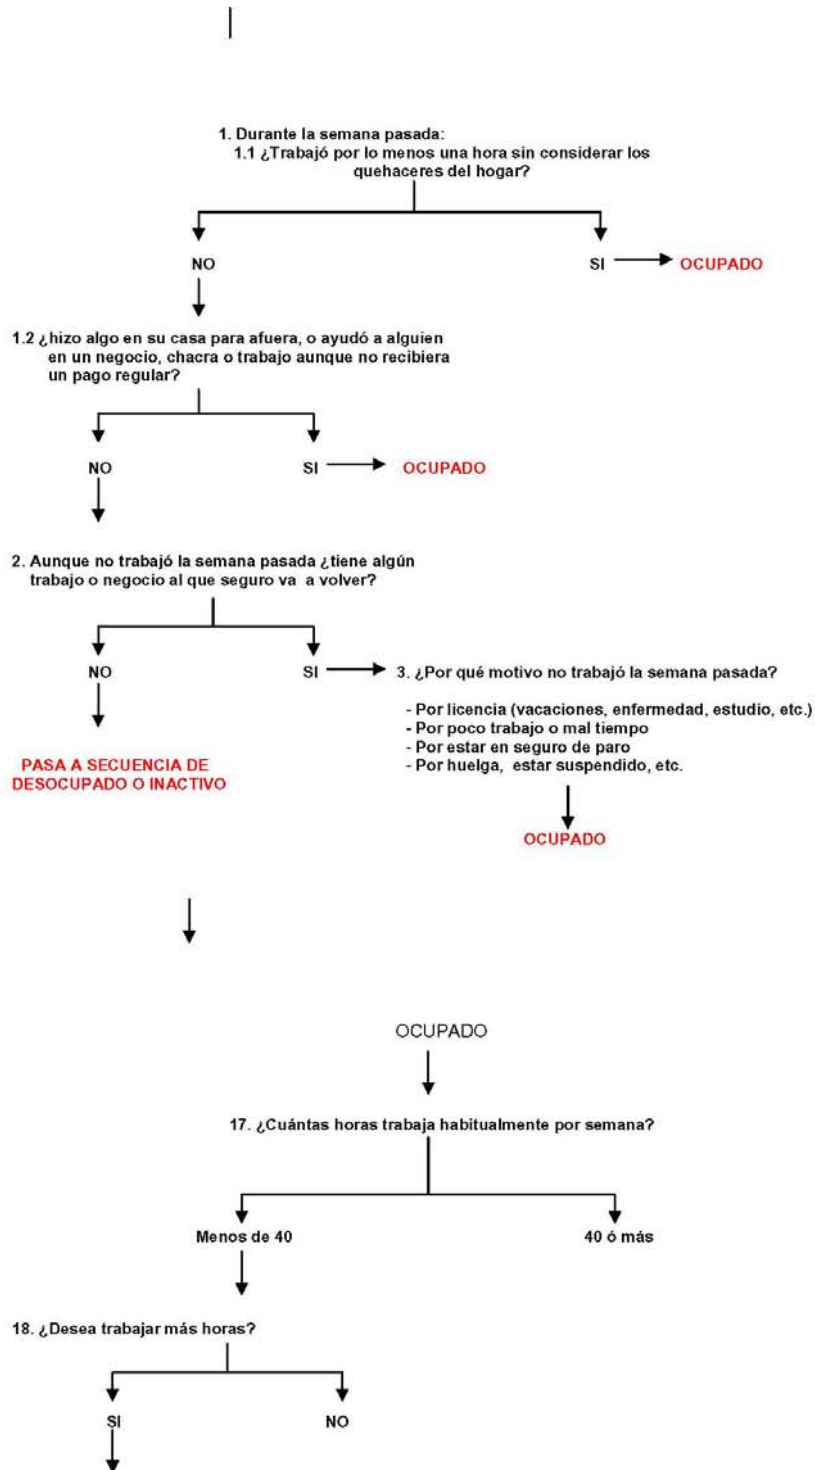 1. Durante la semana pasada:
1.1 ¿Trabajó por lo menos una hora sin considerar los
quehaceres del hogar?
NO
SI
OCUPADO
1.2 ¿hizo algo en su casa para afuera, o ayudó a alguien
en un negocio, chacra o trabajo aunque no recibiera
un pago regular?
NO
SI
OCUPADO
2. Aunque no trabajó la semana pasada ¿tiene algún
trabajo o negocio al que seguro va a volver?
NO
SI
3. ¿Por qué motivo no trabajó la semana pasada?
- Por licencia (vacaciones, enfermedad, estudio, etc.)
- Por poco trabajo o mal tiempo
- Por estar en seguro de paro
- Por huelga, estar suspendido, etc.
PASA A SECUENCIA DE
DESOCUPADO O INACTIVO
OCUPADO
OCUPADO
17. ¿Cuántas horas trabaja habitualmente por semana?
Menos de 40
40 ó más
18. ¿Desea trabajar más horas?
SI
NO